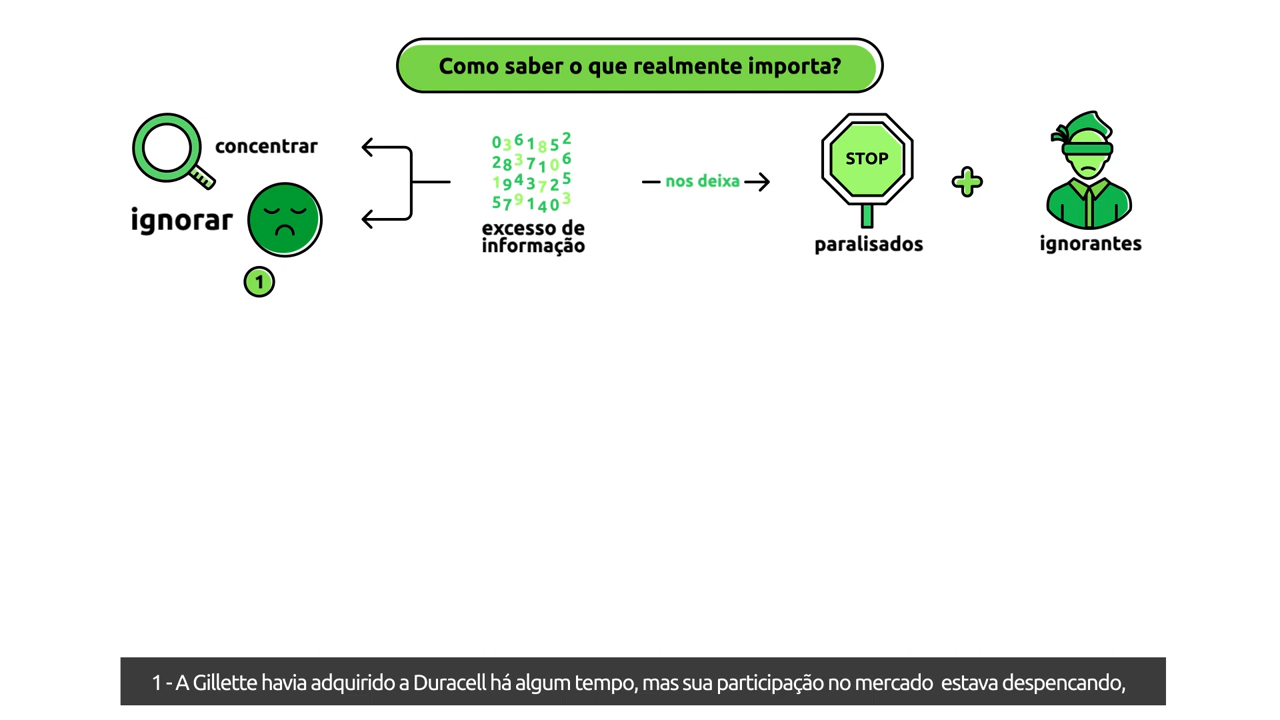 Como saber o que realmente importa?
concentrar
ignorar
1
0361852
2837106
1943725
5791403
excesso de
informação
nos deixa
STOP
paralisados
ignorantes
1 - A Gillette havia adquirido a Duracell há algum tempo, mas sua participação no mercado estava despencando,